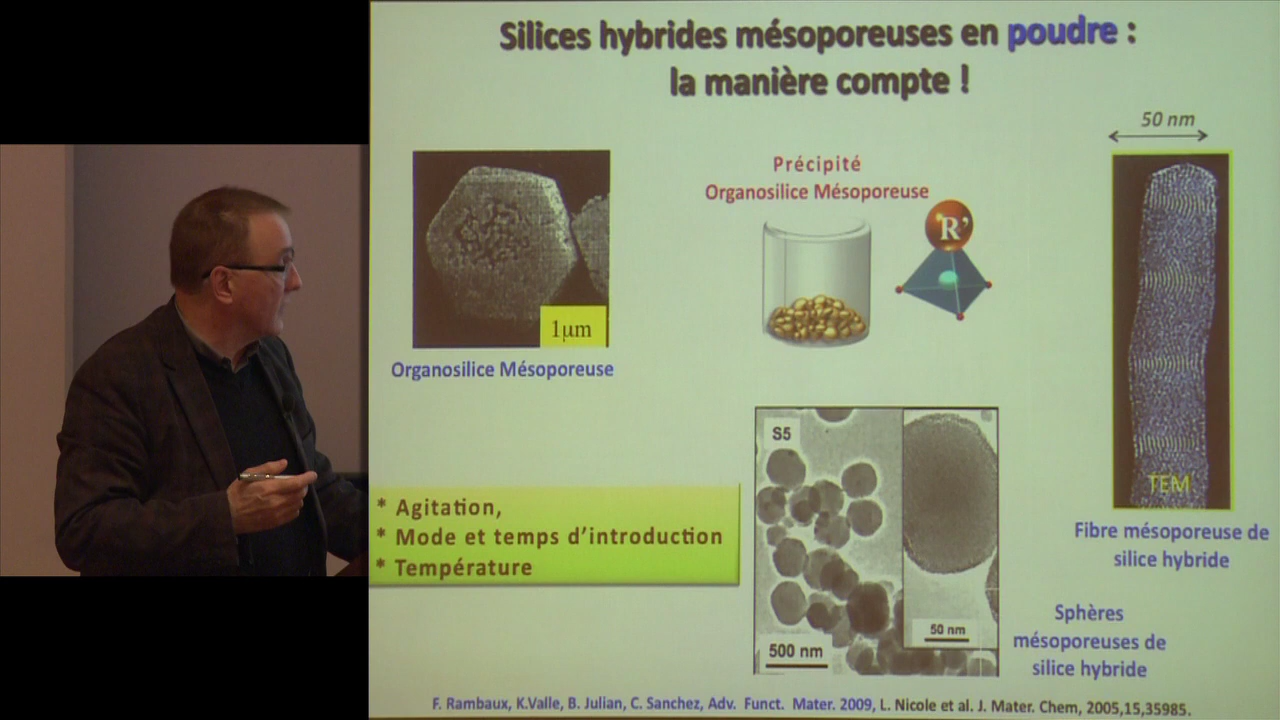 Silices hybrides mésoporeuses en poudre :
la manière compte !
50 nm
Précipité
Organosilice Mésoporeuse
R'
1µm
Organosilice Mésoporeuse
S5
TEM
* Agitation,
* Mode et temps d'introduction
* Température
Fibre mésoporeuse de
silice hybride
50 nm
500 nm
Sphères
mésoporeuses de
silice hybride
F. Rambaux, K.Valle, B. Julian, C. Sanchez, Adv. Funct. Mater. 2009, L. Nicole et al. J. Mater. Chem, 2005,15,35985.